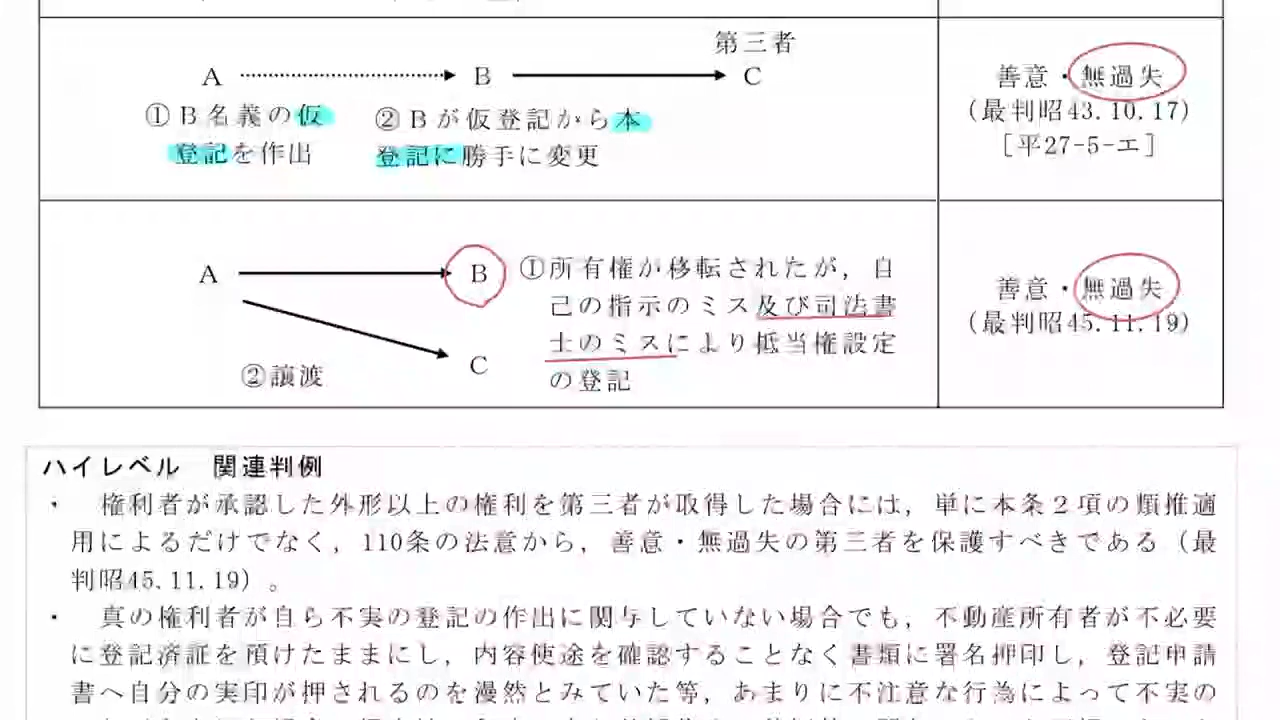 第三者
A B C
善意・無過失
①B名義の仮
登記を作出
②Bが仮登記から本
登記に勝手に変更
(最判昭43.10.17)
[平27-5-エ]
A B
①所有権が移転されたが，自
己の指示のミス及び司法書
士のミスにより抵当権設定
の登記
C
②譲渡
善意・無過失
(最判昭45.11.19)
ハイレベル 関連判例
・ 権利者が承認した外形以上の権利を第三者が取得した場合には，単に本条２項の類推適
用によるだけでなく，110条の法意から，善意・無過失の第三者を保護すべきである（最
判昭45.11.19）。
・ 真の権利者が自ら不実の登記の作出に関与していない場合でも，不動産所有者が不必要
に登記済証を預けたままにし，内容使途を確認することなく書類に署名押印し，登記申請
書へ自分の実印が押されるのを漫然とみていた等，あまりに不注意な行為によって不実の